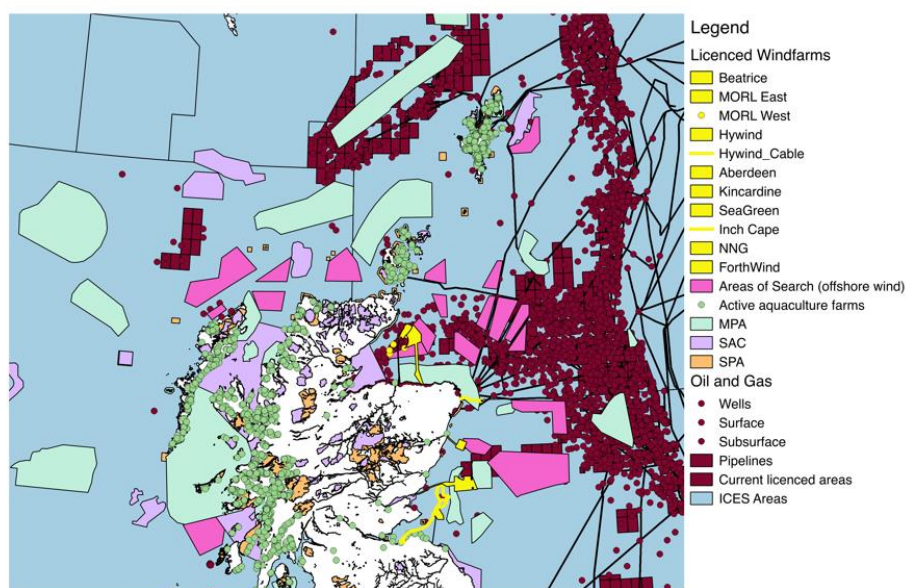 Legend
Licenced Windfarms
Beatrice
MORL East
MORL West
Hywind
Hywind_Cable
Aberdeen
Kincardine
SeaGreen
Inch Cape
NNG
ForthWind
Areas of Search (offshore wind)
Active aquaculture farms
MPA
SAC
SPA
Oil and Gas
Wells
Surface
Subsurface
Pipelines
Current licenced areas
ICES Areas